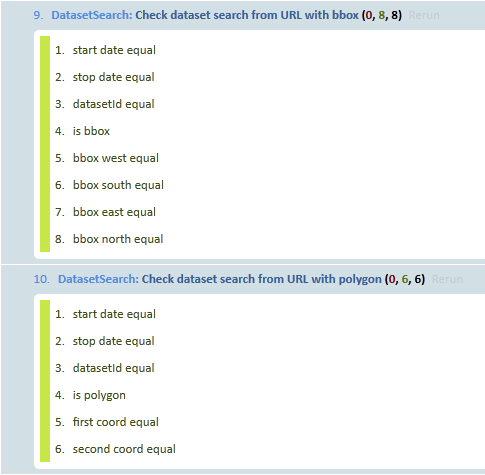 9. DatasetSearch: Check dataset search from URL with bbox (0, 8, 8) Rerun
1. start date equal
2. stop date equal
3. datasetId equal
4. is bbox
5. bbox west equal
6. bbox south equal
7. bbox east equal
8. bbox north equal
10. DatasetSearch: Check dataset search from URL with polygon (0, 6, 6) Rerun
1. start date equal
2. stop date equal
3. datasetId equal
4. is polygon
5. first coord equal
6. second coord equal